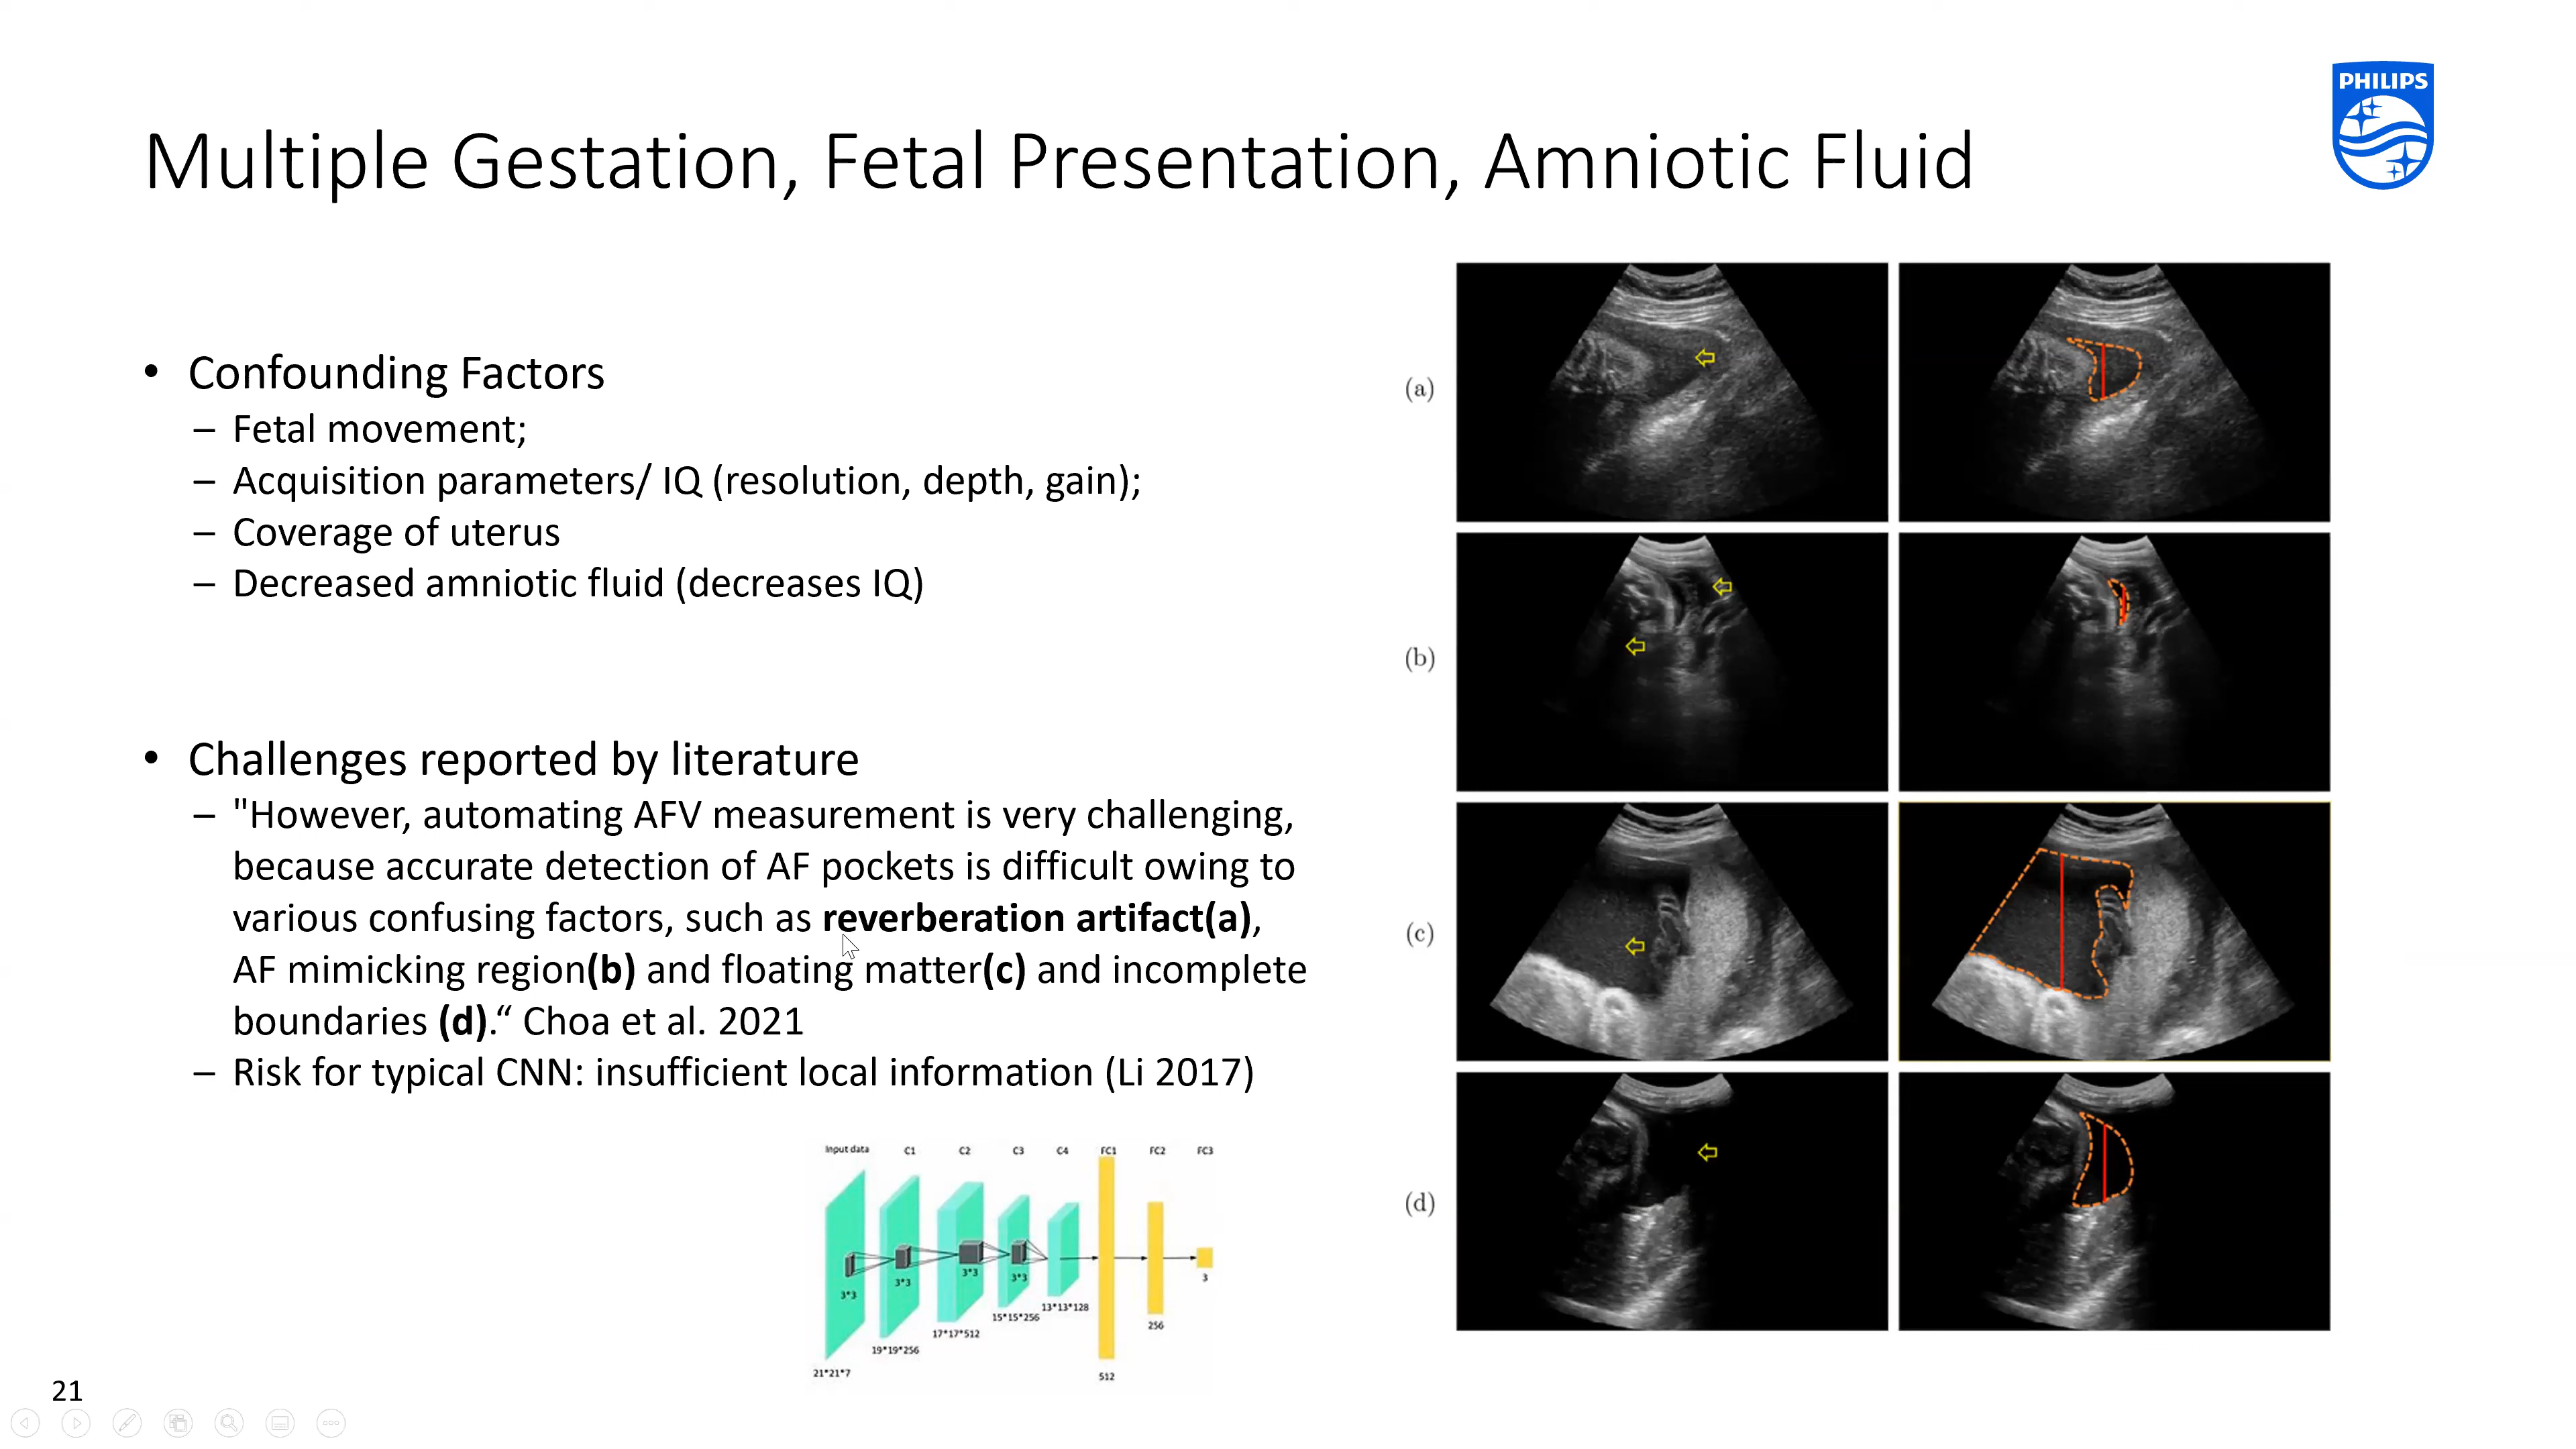 PHILIPS
Multiple Gestation, Fetal Presentation, Amniotic Fluid
• Confounding Factors
– Fetal movement;
– Acquisition parameters/ IQ (resolution, depth, gain);
– Coverage of uterus
– Decreased amniotic fluid (decreases IQ)
• Challenges reported by literature
– "However, automating AFV measurement is very challenging,
because accurate detection of AF pockets is difficult owing to
various confusing factors, such as reverberation artifact(a),
AF mimicking region(b) and floating matter(c) and incomplete
boundaries (d).“ Choa et al. 2021
– Risk for typical CNN: insufficient local information (Li 2017)
Input data C1 C2 C3 C4 FC1 FC2 FC3
3*3 3*3 3*3 3*3 3
21*21*7 19*19*256 17*17*512 15*15*256 13*13*128 512 256
(a)
(b)
(c)
(d)
21